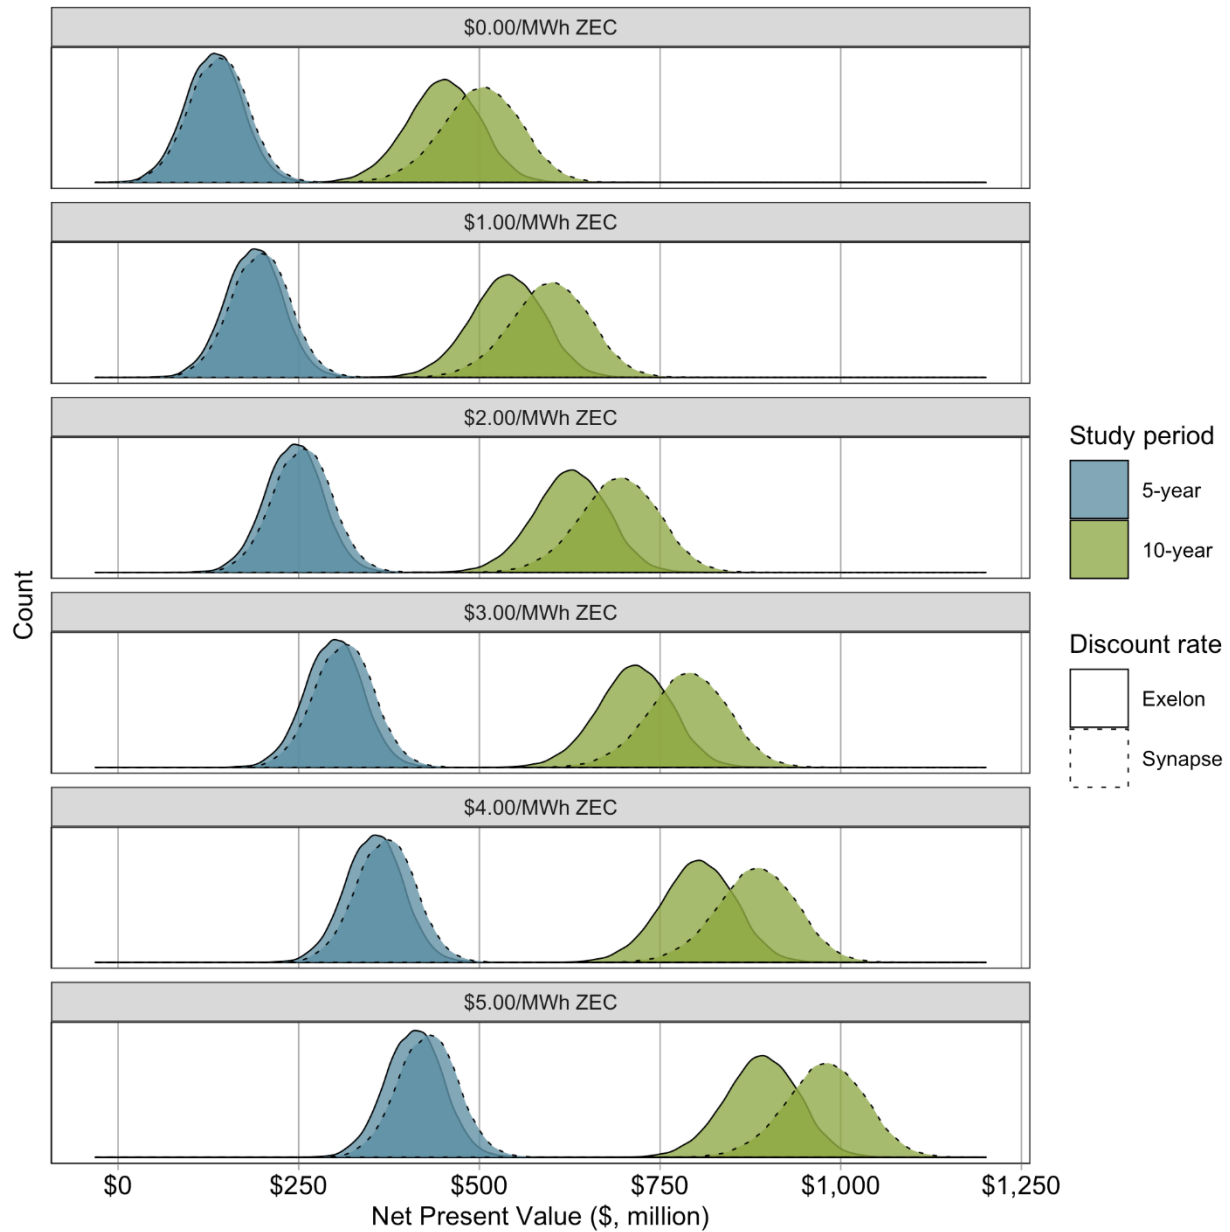 $0.00/MWh ZEC
$1.00/MWh ZEC
$2.00/MWh ZEC
$3.00/MWh ZEC
$4.00/MWh ZEC
$5.00/MWh ZEC
Count
$0 $250 $500 $750 $1,000 $1,250
Net Present Value ($, million)
Study period
5-year
10-year
Discount rate
Exelon
Synapse